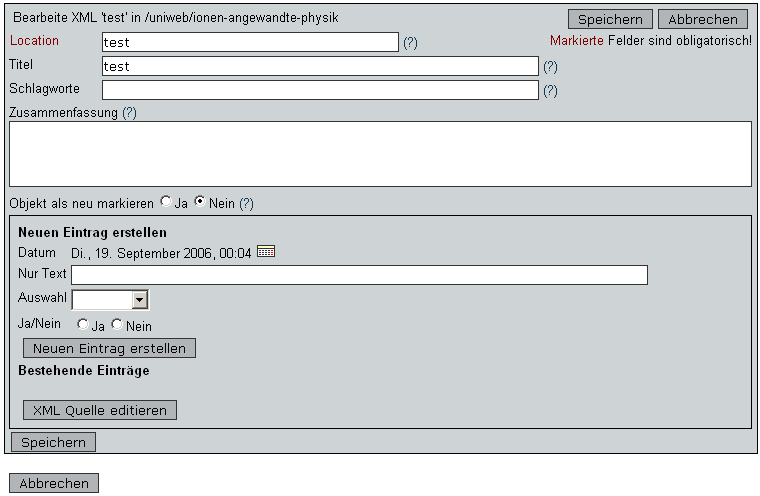 Bearbeite XML 'test' in /uniweb/ionen-angewandte-physik Speichern Abbrechen
Location test (?) Markierte Felder sind obligatorisch!
Titel test (?)
Schlagworte (?)
Zusammenfassung (?)
Objekt als neu markieren Ja Nein (?)
Neuen Eintrag erstellen
Datum Di., 19. September 2006, 00:04
Nur Text
Auswahl
Ja/Nein Ja Nein
Neuen Eintrag erstellen
Bestehende Einträge
XML Quelle editieren
Speichern
Abbrechen